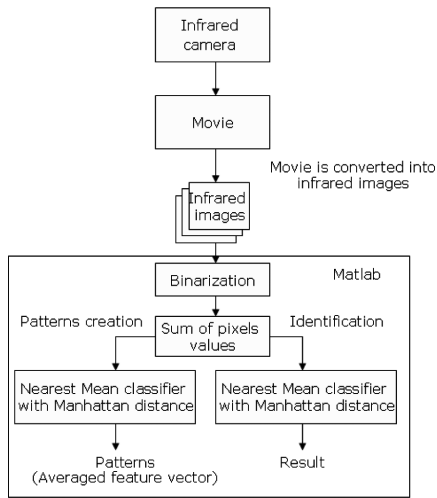 Infrared
camera
Movie
Movie is converted into
infrared images
Infrared
images
Matlab
Binarization
Patterns creation
Identification
Sum of pixels
values
Nearest Mean classifier
with Manhattan distance
Nearest Mean classifier
with Manhattan distance
Patterns
(Averaged feature vector)
Result